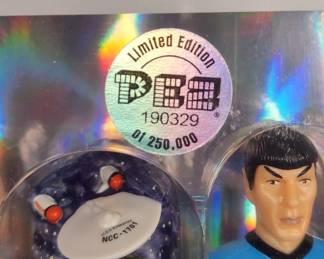 Limited Edition
PEZ
®
190329
of 250,000
NCC-1701